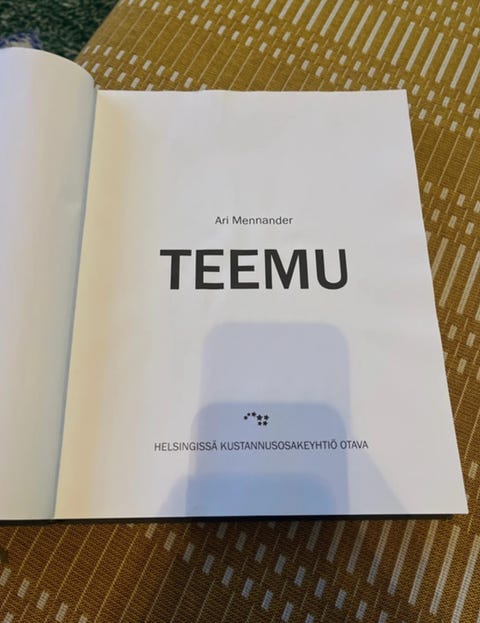 Ari Mennander
TEEMU
HELSINGISSÄ KUSTANNUSOSAKEYHTIÖ OTAVA